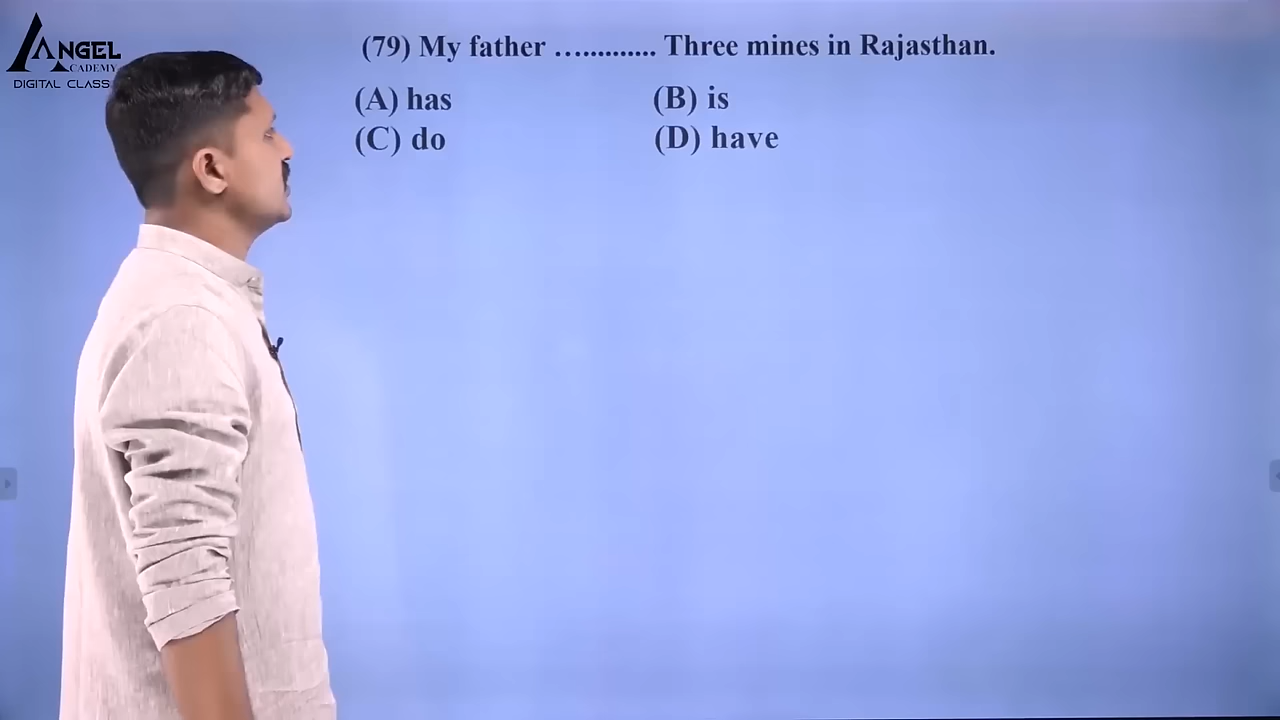 ANGEL
ACADEMY
DIGITAL CLASS
(79) My father ….......... Three mines in Rajasthan.
(A) has (B) is
(C) do (D) have